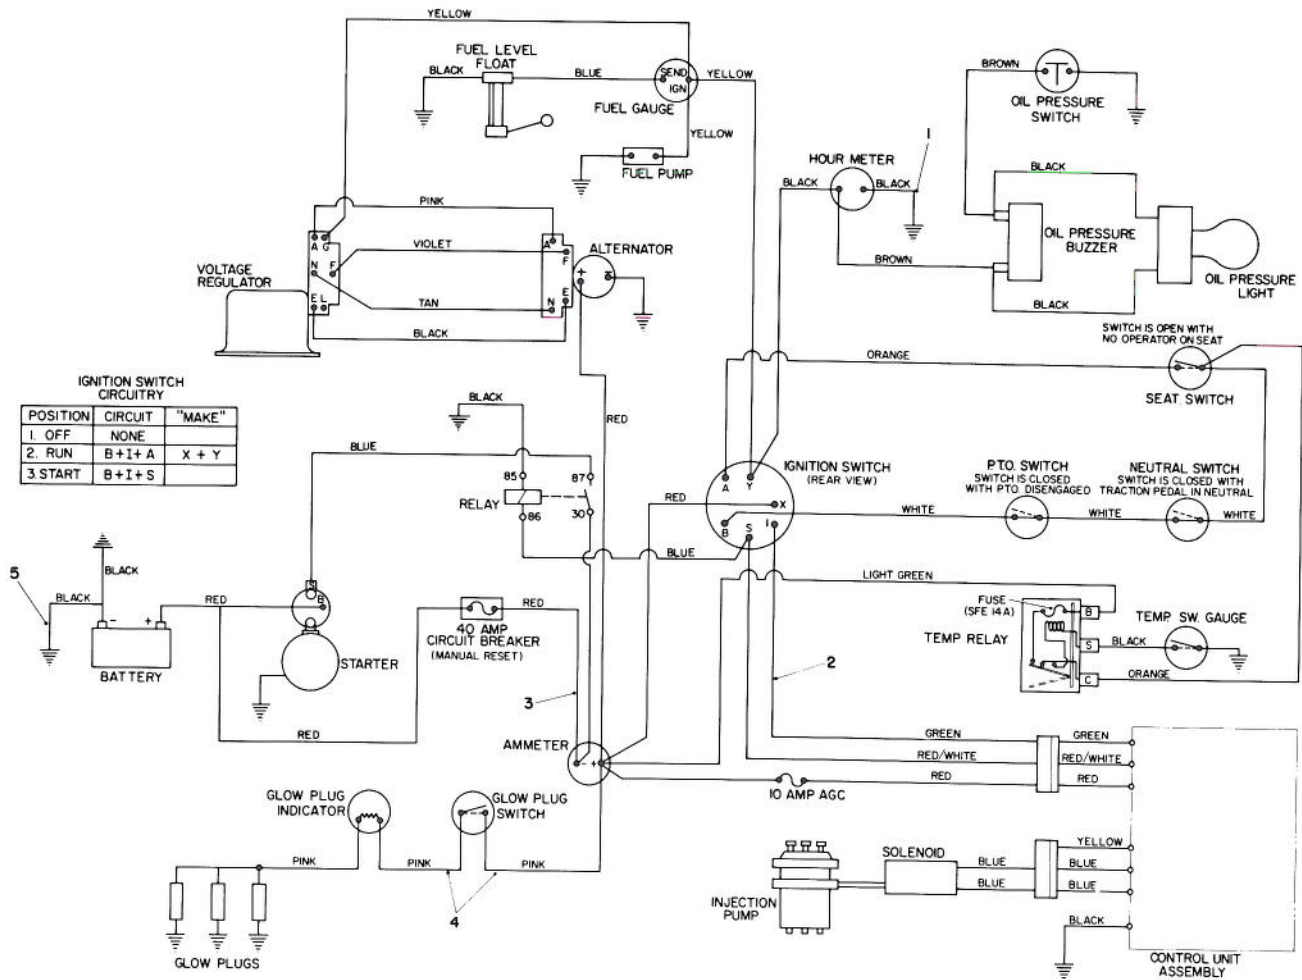 YELLOW
FUEL LEVEL
FLOAT
BLACK
BLUE
SEND
IGN
YELLOW
FUEL GAUGE
YELLOW
FUEL PUMP
BROWN
OIL PRESSURE
SWITCH
HOUR METER
1
BLACK
BLACK
BLACK
OIL PRESSURE
BUZZER
BROWN
BLACK
OIL PRESSURE
LIGHT
PINK
A G
VIOLET
N F
TAN
E L
BLACK
VOLTAGE
REGULATOR
A
F
E
N
+
-
ALTERNATOR
SWITCH IS OPEN WITH
NO OPERATOR ON SEAT
ORANGE
SEAT SWITCH
IGNITION SWITCH
CIRCUITRY
POSITION CIRCUIT "MAKE"
1. OFF NONE
2. RUN B+I+A X + Y
3.START B+I+S
BLACK
RED
BLUE
85
87
RELAY
86
30
RED
A Y
X
B S I
IGNITION SWITCH
(REAR VIEW)
P.T.O. SWITCH
SWITCH IS CLOSED
WITH P.T.O. DISENGAGED
NEUTRAL SWITCH
SWITCH IS CLOSED WITH
TRACTION PEDAL IN NEUTRAL
WHITE
WHITE
WHITE
BLUE
5
BLACK
BLACK
- +
BATTERY
RED
S
B
STARTER
RED
40 AMP
CIRCUIT BREAKER
(MANUAL RESET)
RED
3
LIGHT GREEN
FUSE
(SFE 14A)
TEMP RELAY
B
S
C
BLACK
TEMP. SW. GAUGE
ORANGE
2
AMMETER
- +
GREEN
GREEN
RED/WHITE
RED/WHITE
RED
RED
10 AMP AGC
GLOW PLUG
INDICATOR
GLOW PLUG
SWITCH
PINK
PINK
PINK
4
GLOW PLUGS
INJECTION
PUMP
SOLENOID
BLUE
BLUE
YELLOW
BLUE
BLUE
BLACK
CONTROL UNIT
ASSEMBLY